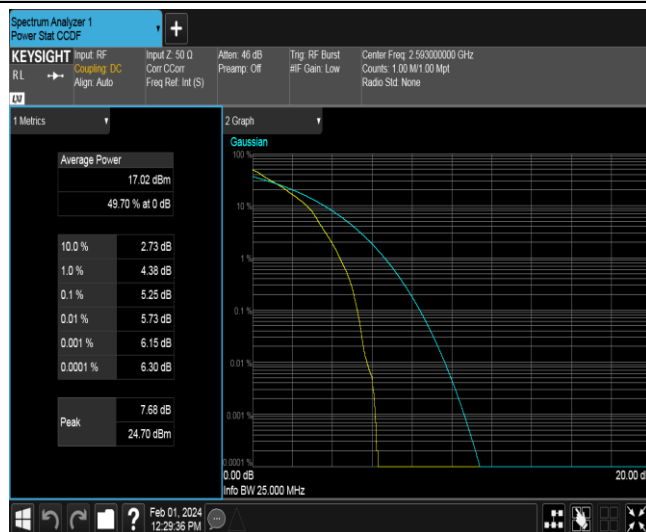 Spectrum Analyzer 1
Power Stat CCDF
KEYSIGHT
RL
Input: RF
Coupling: DC
Align: Auto
Input Z: 50 Ω
Corr CCorr
Freq Ref: Int (S)
Atten: 46 dB
Preamp: Off
Trig: RF Burst
#IF Gain: Low
Center Freq: 2.593000000 GHz
Counts: 1.00 M/1.00 Mpt
Radio Std: None
LXI
1 Metrics
Average Power
17.02 dBm
49.70 % at 0 dB
10.0 % 2.73 dB
1.0 % 4.38 dB
0.1 % 5.25 dB
0.01 % 5.73 dB
0.001 % 6.15 dB
0.0001 % 6.30 dB
Peak
7.68 dB
24.70 dBm
2 Graph
Gaussian
100 %
10 %
1 %
0.1 %
0.01 %
0.001 %
0.0001 %
0.00 dB
20.00 d
Info BW 25.000 MHz
?
Feb 01, 2024
12:29:36 PM